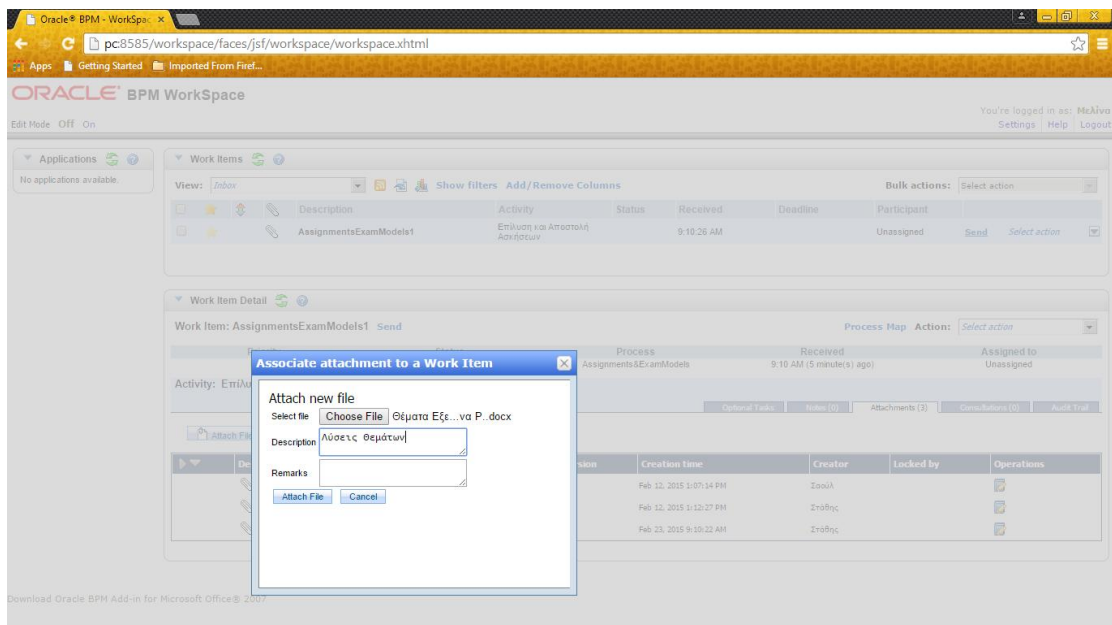 Oracle® BPM - WorkSpac
pc:8585/workspace/faces/jsf/workspace/workspace.xhtml
Apps Getting Started Imported From Firef...
ORACLE® BPM WorkSpace
You're logged in as: Μελίνα
Edit Mode Off On
Settings Help Logout
Applications
No applications available.
Work Items
View: Inbox Show filters Add/Remove Columns Bulk actions: Select action
Description Activity Status Received Deadline Participant
AssignmentsExamModels1 Επίλυση και Αποστολή Ασκήσεων 9:10:26 AM Unassigned Send Select action
Work Item Detail
Work Item: AssignmentsExamModels1 Send Process Map Action: Select action
Process Received Assigned to
Assignments&ExamModels 9:10 AM (5 minute(s) ago) Unassigned
Activity:
Optional Tasks Notes (0) Attachments (3) Consultations (0) Audit Trail
Attach File
Creation time Creator Locked by Operations
Feb 12, 2015 1:07:14 PM Σαούλ
Feb 12, 2015 1:12:27 PM Στάθης
Feb 23, 2015 9:10:22 AM Στάθης
Associate attachment to a Work Item
Attach new file
Select file Choose File Θέματα Εξε...να P..docx
Description Λύσεις Θεμάτων
Remarks
Attach File Cancel
Download Oracle BPM Add-in for Microsoft Office® 2007